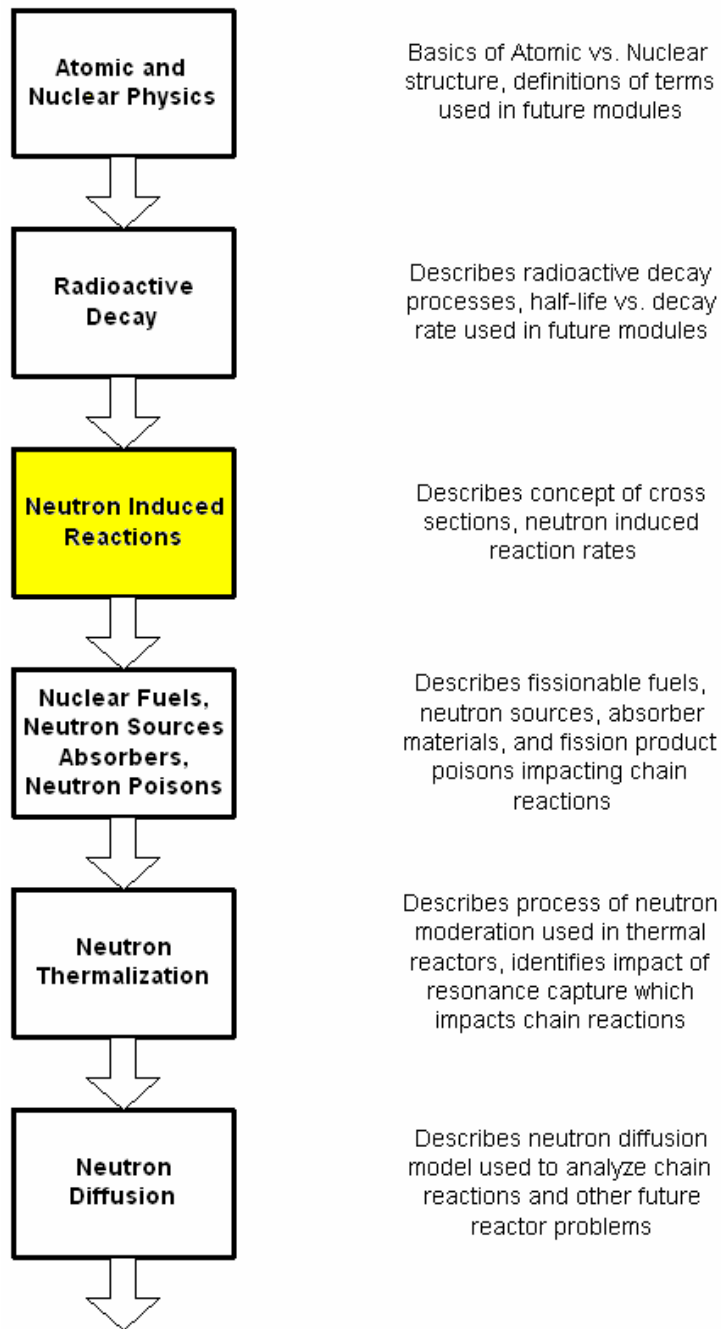 Atomic and
Nuclear Physics
Basics of Atomic vs. Nuclear
structure, definitions of terms
used in future modules
Radioactive
Decay
Describes radioactive decay
processes, half-life vs. decay
rate used in future modules
Neutron Induced
Reactions
Describes concept of cross
sections, neutron induced
reaction rates
Nuclear Fuels,
Neutron Sources
Absorbers,
Neutron Poisons
Describes fissionable fuels,
neutron sources, absorber
materials, and fission product
poisons impacting chain
reactions
Neutron
Thermalization
Describes process of neutron
moderation used in thermal
reactors, identifies impact of
resonance capture which
impacts chain reactions
Neutron
Diffusion
Describes neutron diffusion
model used to analyze chain
reactions and other future
reactor problems